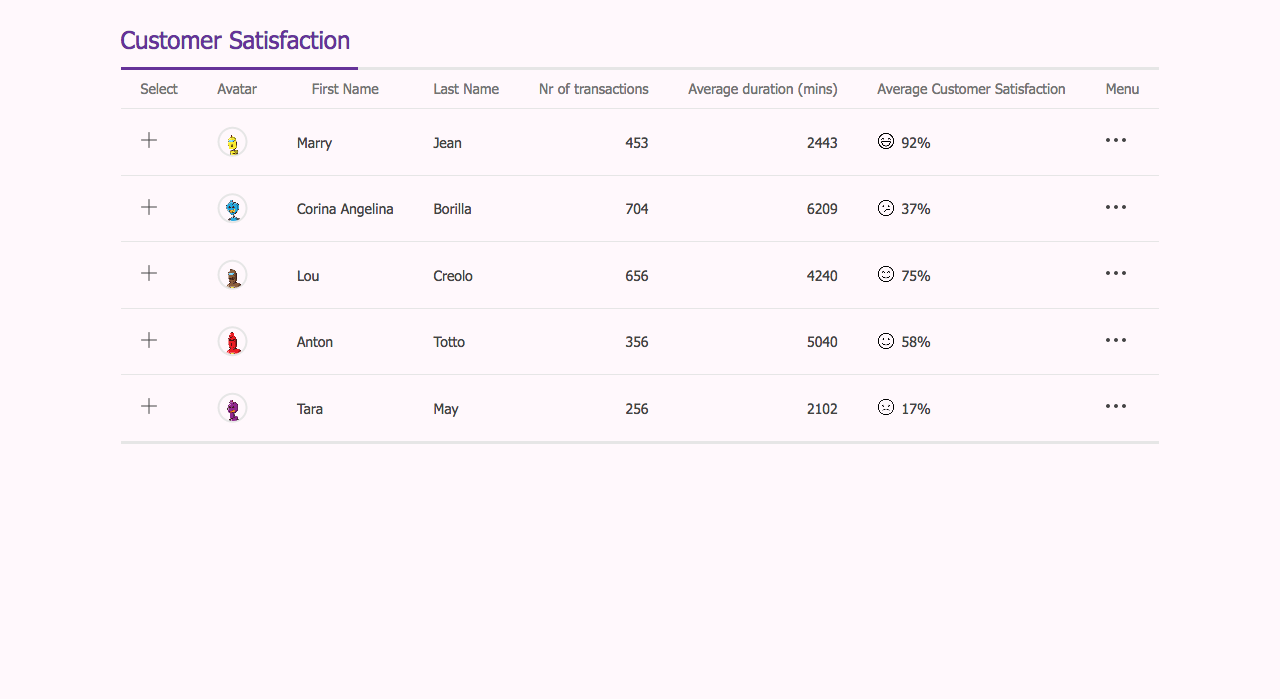 Customer Satisfaction
Select Avatar First Name Last Name Nr of transactions Average duration (mins) Average Customer Satisfaction Menu
Marry Jean 453 2443 92%
Corina Angelina Borilla 704 6209 37%
Lou Creolo 656 4240 75%
Anton Totto 356 5040 58%
Tara May 256 2102 17%